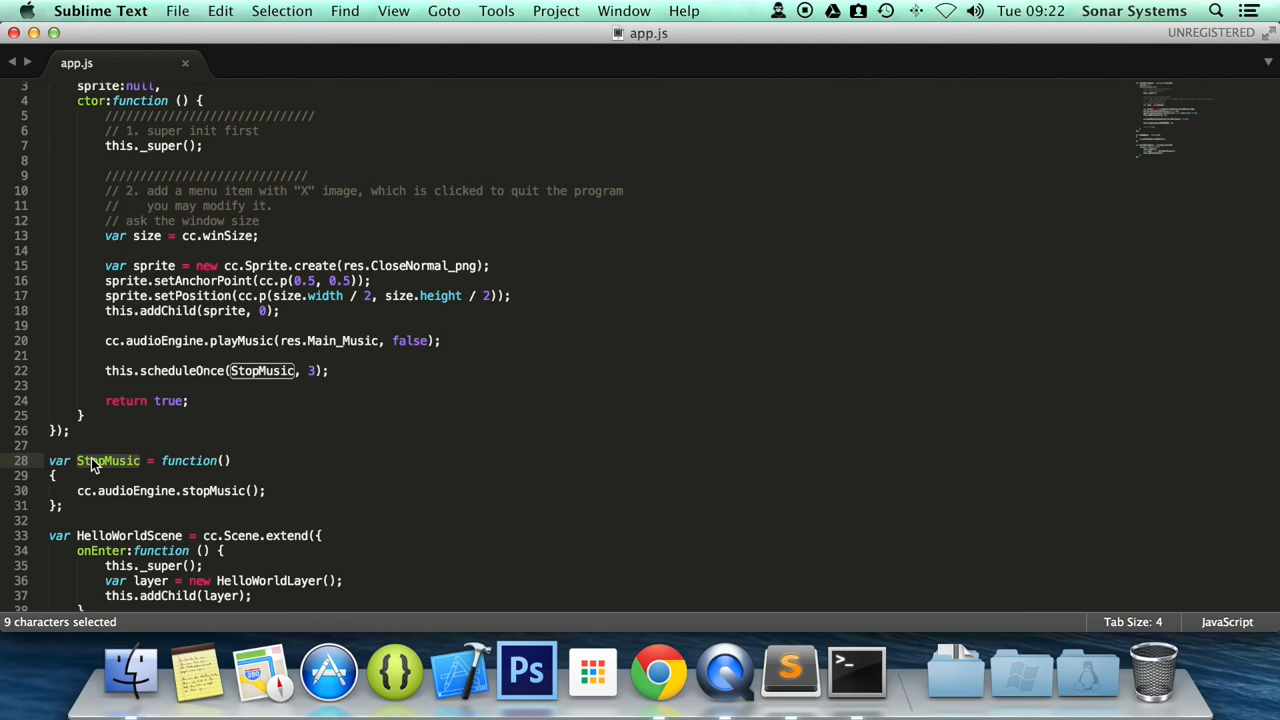 Sublime Text File Edit Selection Find View Goto Tools Project Window Help Tue 09:22 Sonar Systems
app.js UNREGISTERED
app.js
3 sprite:null,
4 ctor:function () {
5 //////////////////////////////
6 // 1. super init first
7 this._super();
8
9 /////////////////////////////
10 // 2. add a menu item with "X" image, which is clicked to quit the program
11 //    you may modify it.
12 // ask the window size
13 var size = cc.winSize;
14
15 var sprite = new cc.Sprite.create(res.CloseNormal_png);
16 sprite.setAnchorPoint(cc.p(0.5, 0.5));
17 sprite.setPosition(cc.p(size.width / 2, size.height / 2));
18 this.addChild(sprite, 0);
19
20 cc.audioEngine.playMusic(res.Main_Music, false);
21
22 this.scheduleOnce(StopMusic, 3);
23
24 return true;
25 }
26 });
27
28 var StopMusic = function()
29 {
30 cc.audioEngine.stopMusic();
31 };
32
33 var HelloWorldScene = cc.Scene.extend({
34 onEnter:function () {
35 this._super();
36 var layer = new HelloWorldLayer();
37 this.addChild(layer);
38 }
9 characters selected Tab Size: 4 JavaScript